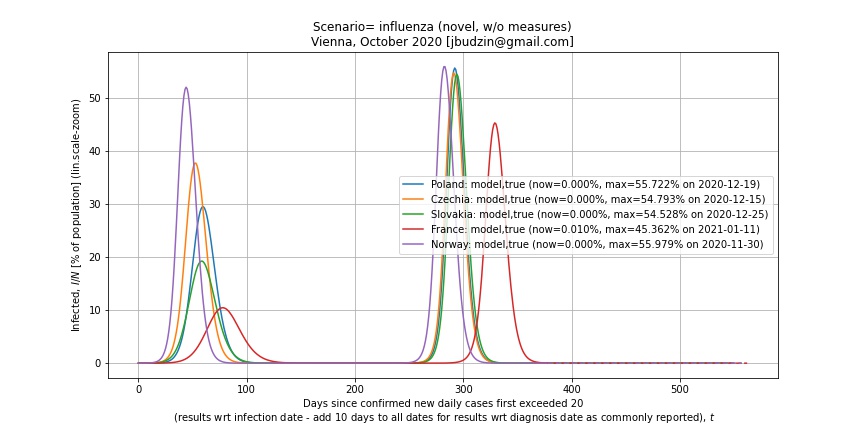 Scenario= influenza (novel, w/o measures)
Vienna, October 2020 [jbudzin@gmail.com]
Infected, I/N [% of population] (lin.scale-zoom)
50
40
30
20
10
0
Poland: model,true (now=0.000%, max=55.722% on 2020-12-19)
Czechia: model,true (now=0.000%, max=54.793% on 2020-12-15)
Slovakia: model,true (now=0.000%, max=54.528% on 2020-12-25)
France: model,true (now=0.010%, max=45.362% on 2021-01-11)
Norway: model,true (now=0.000%, max=55.979% on 2020-11-30)
0 100 200 300 400 500
Days since confirmed new daily cases first exceeded 20
(results wrt infection date - add 10 days to all dates for results wrt diagnosis date as commonly reported), t